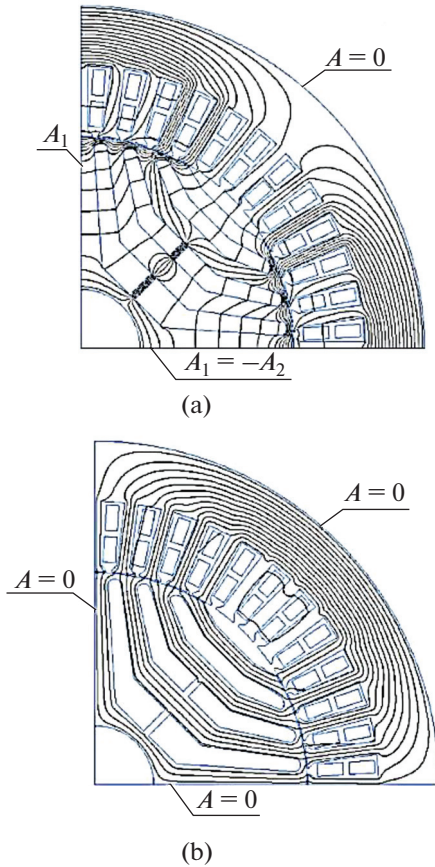 A = 0
A₁
A₁ = –A₂
(a)
A = 0
A = 0
A = 0
(b)